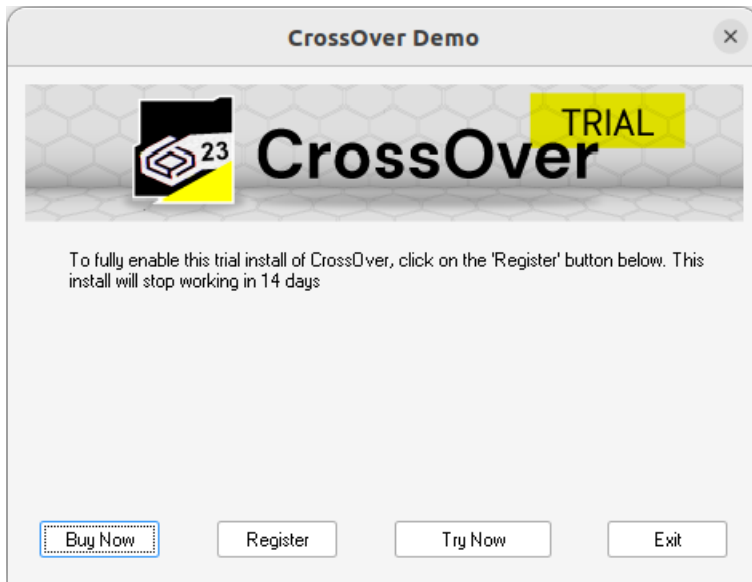 CrossOver Demo
TRIAL
23
CrossOver
To fully enable this trial install of CrossOver, click on the 'Register' button below. This
install will stop working in 14 days
Buy Now
Register
Try Now
Exit